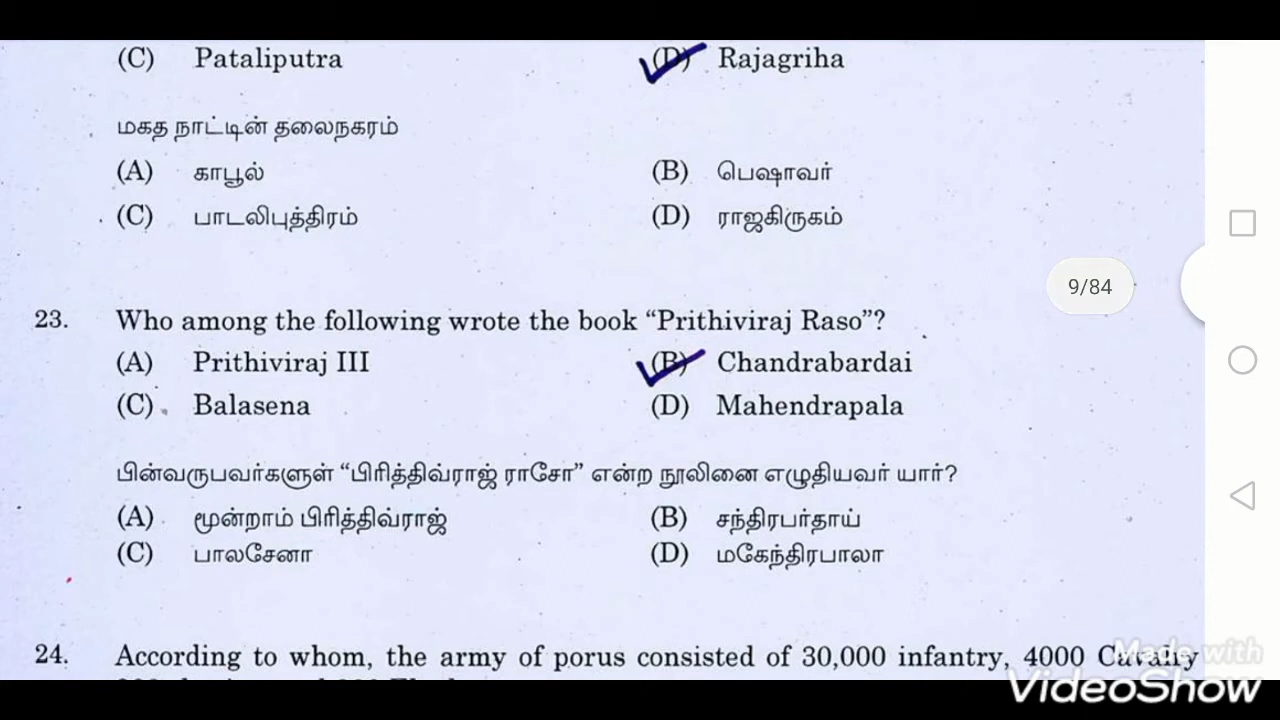 (C) Pataliputra (D) Rajagriha
மகத நாட்டின் தலைநகரம்
(A) காபூல் (B) பெஷாவர்
(C) பாடலிபுத்திரம் (D) ராஜகிருகம்
9/84
23. Who among the following wrote the book “Prithiviraj Raso”?
(A) Prithiviraj III (B) Chandrabardai
(C) Balasena (D) Mahendrapala
பின்வருபவர்களுள் “பிரித்திவ்ராஜ் ராசோ” என்ற நூலினை எழுதியவர் யார்?
(A) மூன்றாம் பிரித்திவ்ராஜ் (B) சந்திரபர்தாய்
(C) பாலசேனா (D) மகேந்திரபாலா
24. According to whom, the army of porus consisted of 30,000 infantry, 4000 Cavalry
Made with
VideoShow